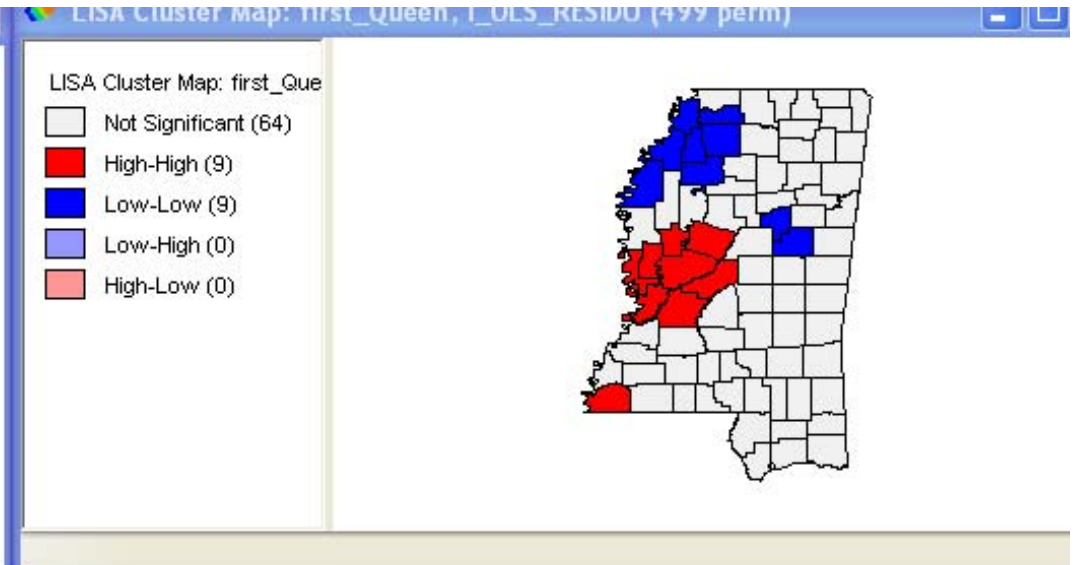 LISA Cluster Map: first_Queen, I_OLS_RESIDU (499 perm)
LISA Cluster Map: first_Que
Not Significant (64)
High-High (9)
Low-Low (9)
Low-High (0)
High-Low (0)